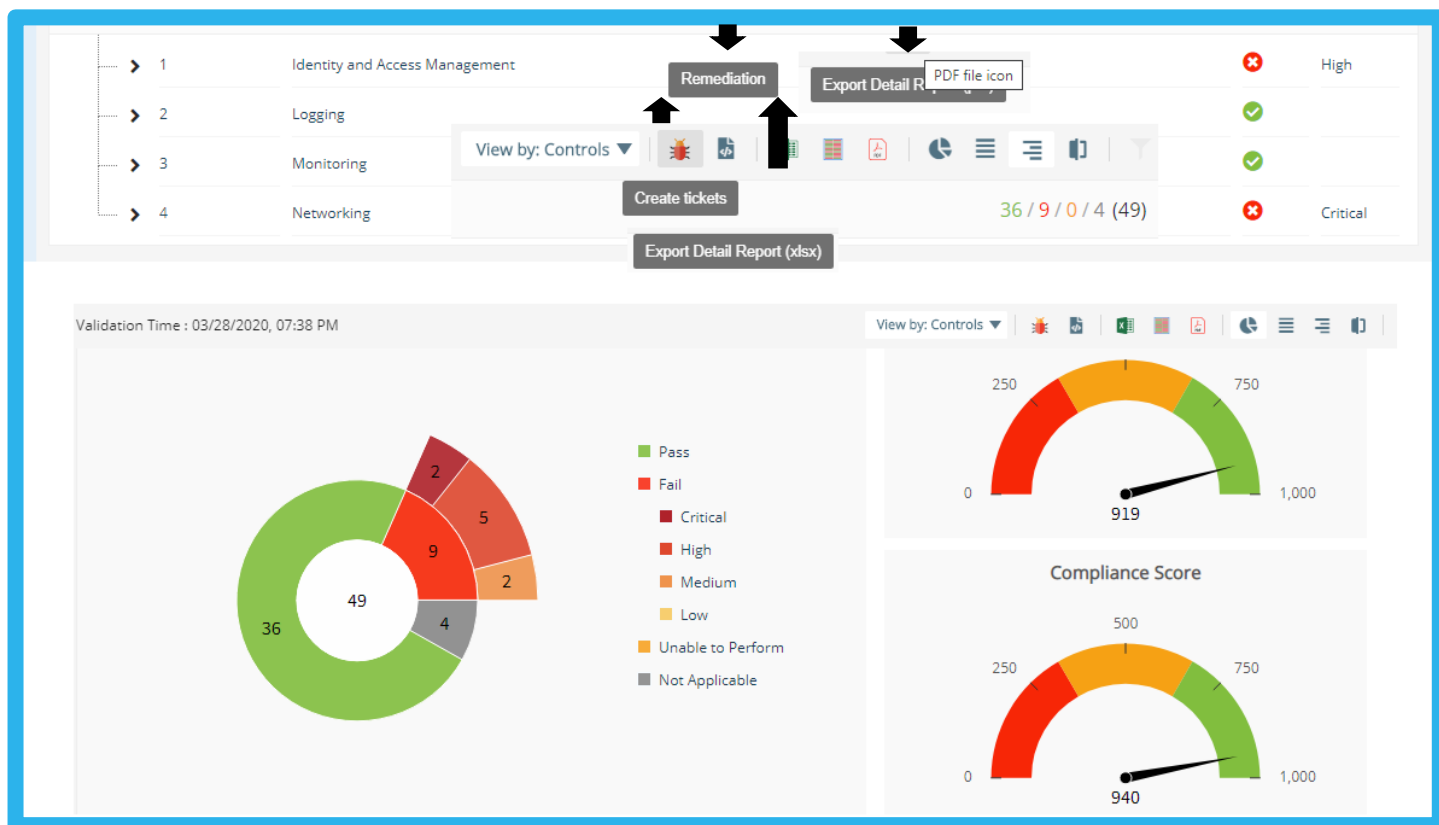 1 Identity and Access Management High
Remediation
Export Detail R
PDF file icon
2 Logging
View by: Controls
3 Monitoring
Create tickets
36 / 9 / 0 / 4 (49)
4 Networking Critical
Export Detail Report (xlsx)
Validation Time : 03/28/2020, 07:38 PM
View by: Controls
250
750
0
1,000
919
Pass
Fail
Critical
High
Medium
Low
Unable to Perform
Not Applicable
2
5
9
2
49
4
36
Compliance Score
500
250
750
0
1,000
940